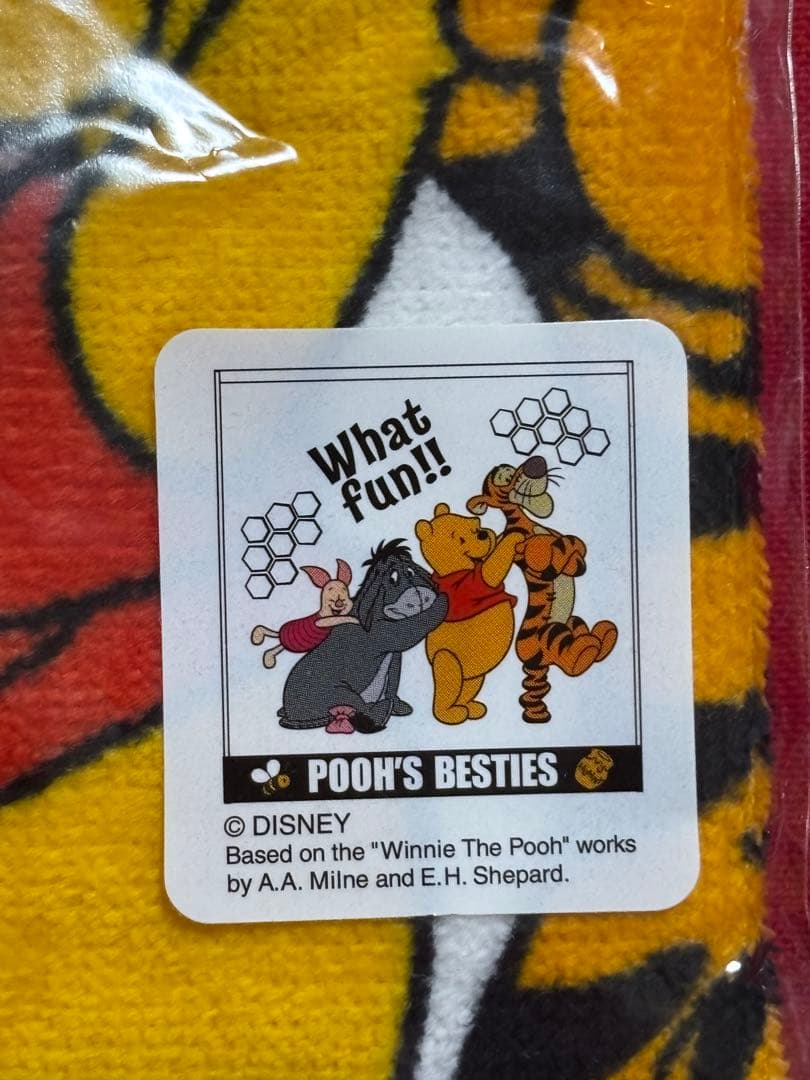 What
fun!!
POOH'S BESTIES
© DISNEY
Based on the "Winnie The Pooh" works
by A.A. Milne and E.H. Shepard.